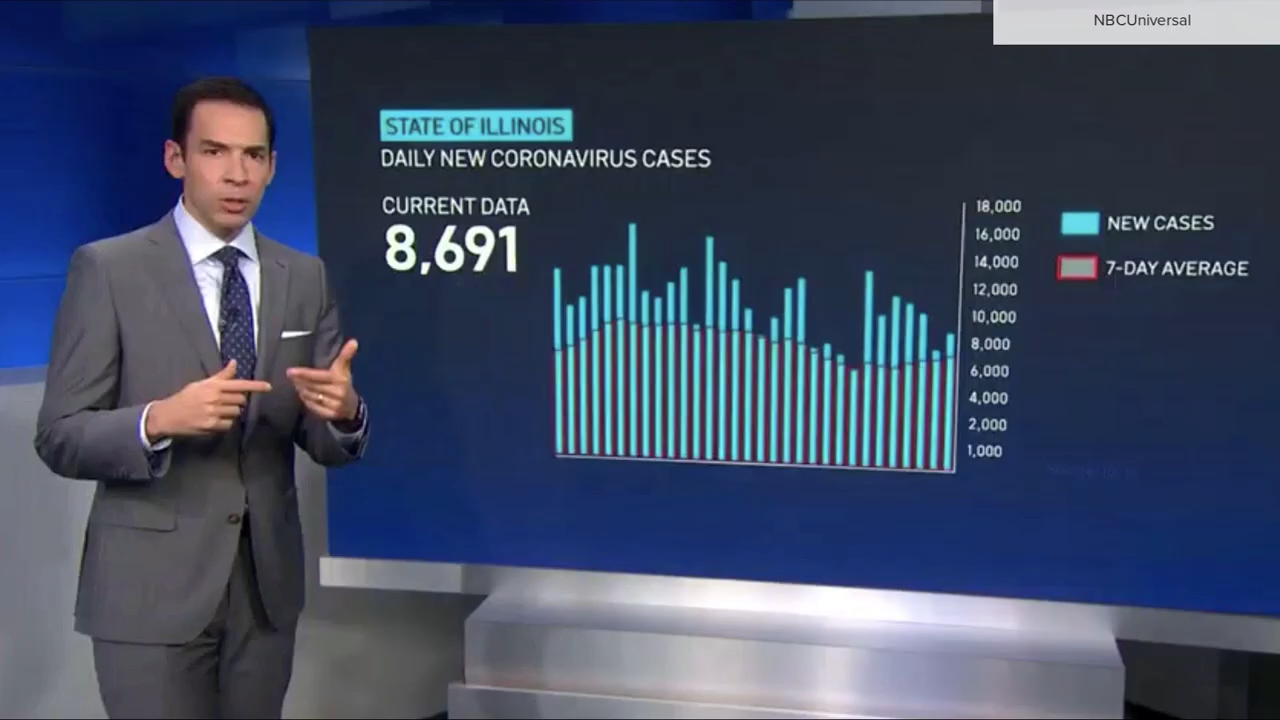 NBCUniversal
STATE OF ILLINOIS
DAILY NEW CORONAVIRUS CASES
CURRENT DATA
8,691
18,000
16,000
14,000
12,000
10,000
8,000
6,000
4,000
2,000
1,000
NEW CASES
7-DAY AVERAGE